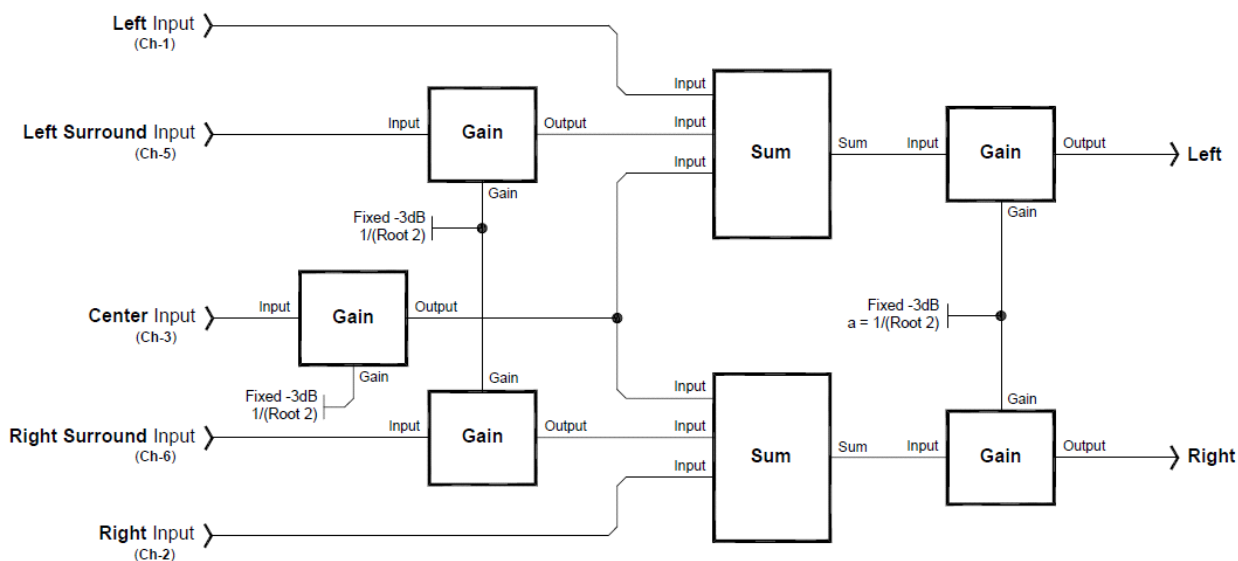 Left Input
(Ch-1)
Input
Left Surround Input
(Ch-5)
Input
Gain
Output
Input
Sum
Sum
Input
Gain
Output
Left
Input
Gain
Gain
Fixed -3dB
1/(Root 2)
Center Input
(Ch-3)
Input
Gain
Output
Fixed -3dB
a = 1/(Root 2)
Gain
Fixed -3dB
1/(Root 2)
Gain
Input
Gain
Right Surround Input
(Ch-6)
Input
Gain
Output
Input
Sum
Sum
Input
Gain
Output
Right
Input
Right Input
(Ch-2)